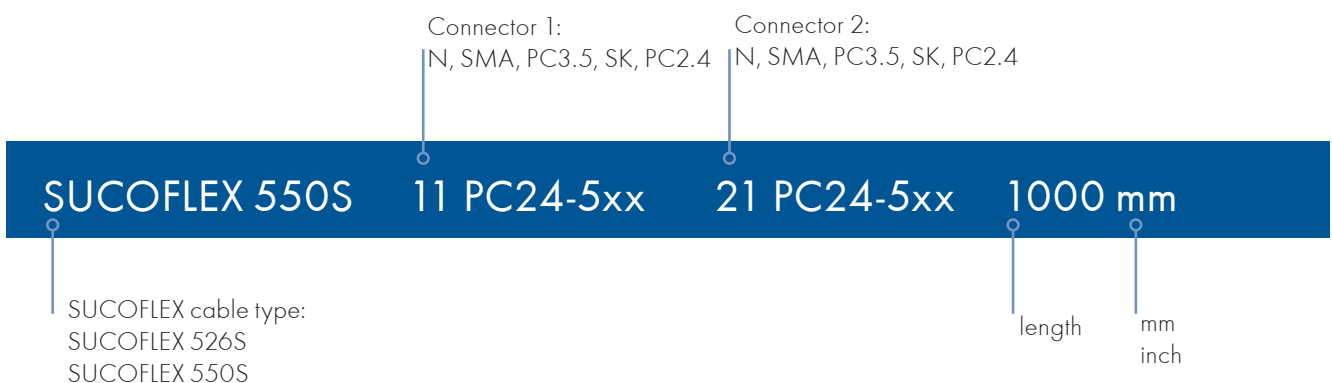 Connector 1:
N, SMA, PC3.5, SK, PC2.4
Connector 2:
N, SMA, PC3.5, SK, PC2.4
SUCOFLEX 550S 11 PC24-5xx 21 PC24-5xx 1000 mm
SUCOFLEX cable type:
SUCOFLEX 526S
SUCOFLEX 550S
length
mm
inch